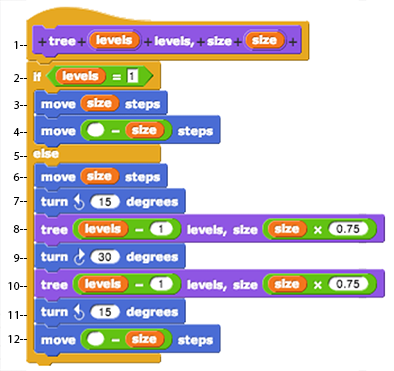 1-- + tree + levels + levels, size + size +
2-- if levels = 1
3-- move size steps
4-- move - size steps
5-- else
6-- move size steps
7-- turn ↺ 15 degrees
8-- tree levels - 1 levels, size size × 0.75
9-- turn ↻ 30 degrees
10-- tree levels - 1 levels, size size × 0.75
11-- turn ↺ 15 degrees
12-- move - size steps